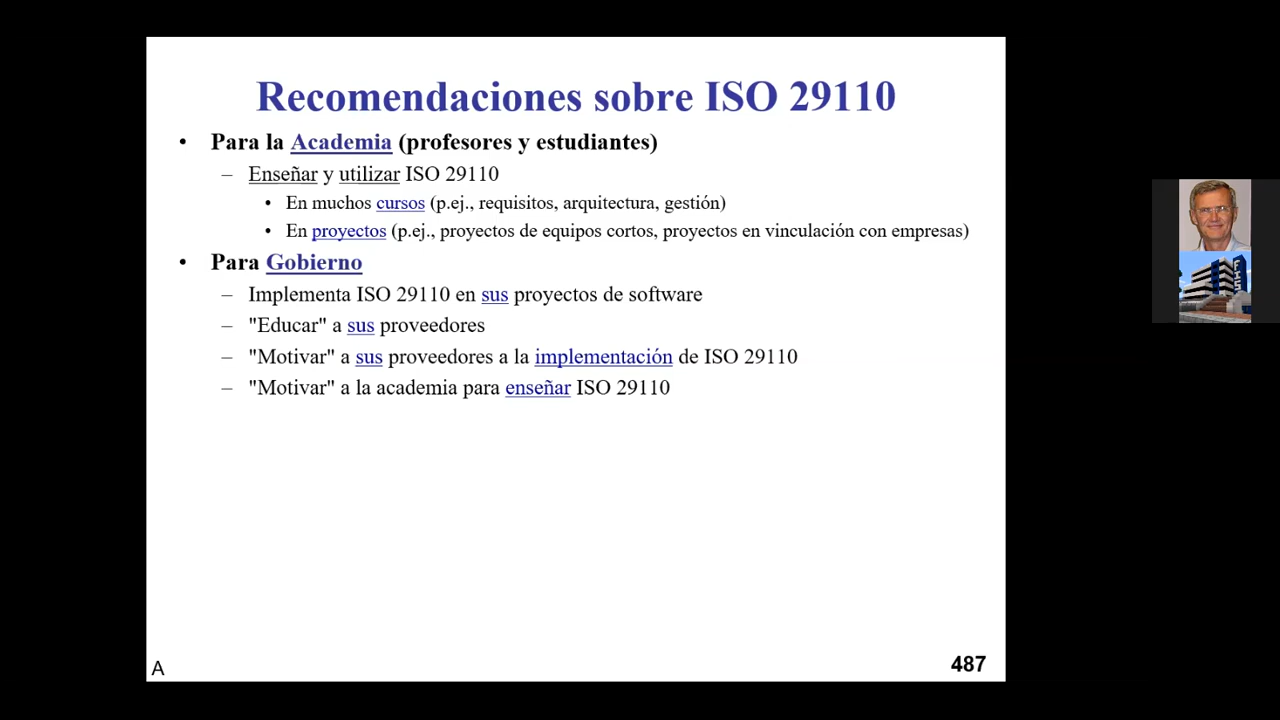 Recomendaciones sobre ISO 29110
• Para la Academia (profesores y estudiantes)
– Enseñar y utilizar ISO 29110
• En muchos cursos (p.ej., requisitos, arquitectura, gestión)
• En proyectos (p.ej., proyectos de equipos cortos, proyectos en vinculación con empresas)
• Para Gobierno
– Implementa ISO 29110 en sus proyectos de software
– "Educar" a sus proveedores
– "Motivar" a sus proveedores a la implementación de ISO 29110
– "Motivar" a la academia para enseñar ISO 29110
A
487